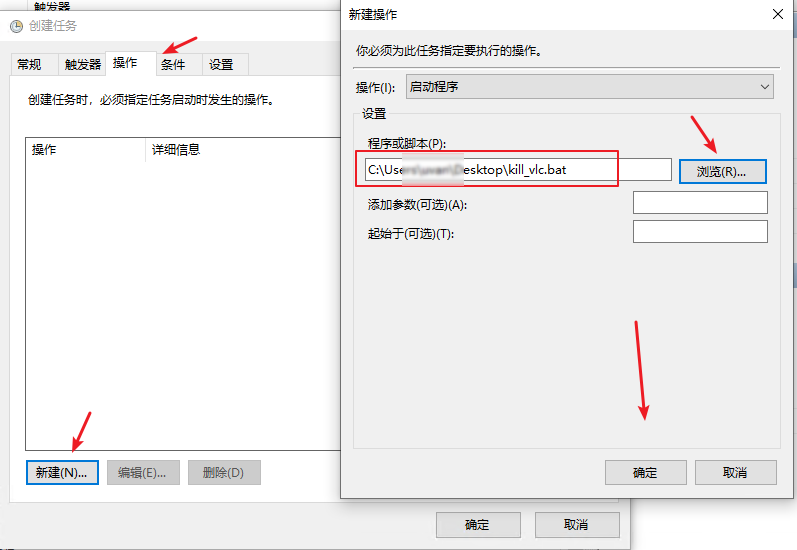 触发器
创建任务
常规 触发器 操作 条件 设置
创建任务时，必须指定任务启动时发生的操作。
操作 详细信息
新建(N)... 编辑(E)... 删除(D)
确定 取消
新建操作
你必须为此任务指定要执行的操作。
操作(I): 启动程序
设置
程序或脚本(P):
C:\Users\ Desktop\kill_vlc.bat 浏览(R)...
添加参数(可选)(A):
起始于(可选)(T):
确定 取消